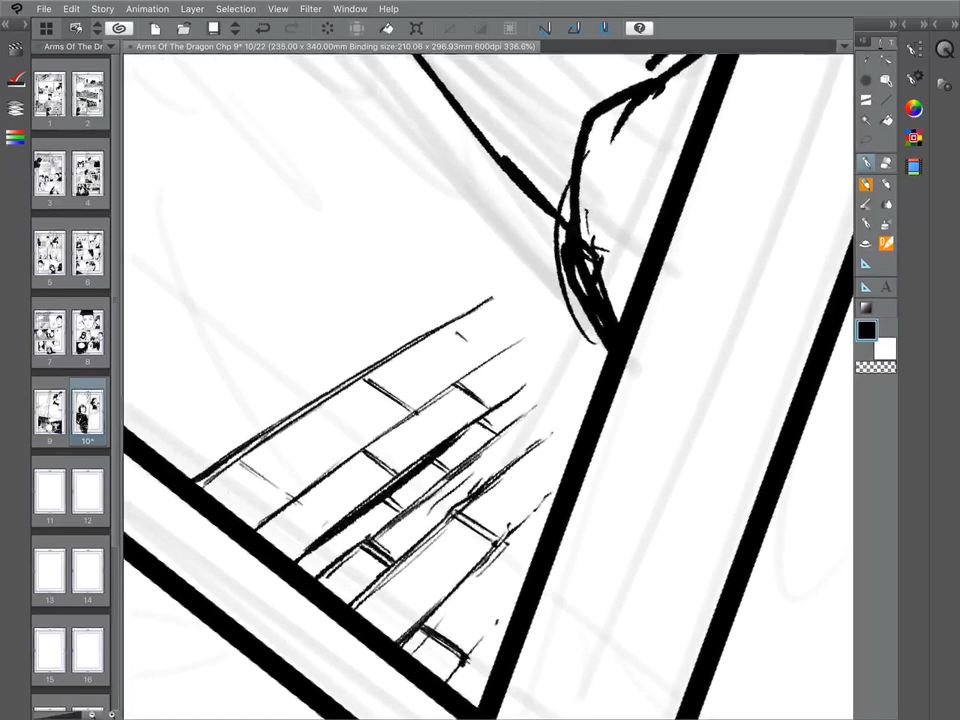 File Edit Story Animation Layer Selection View Filter Window Help
Arms Of The Dr
Arms Of The Dragon Chp 9* 10/22 (235.00 x 340.00mm Binding size:210.06 x 296.93mm 600dpi 336.6%)
1 2
3 4
5 6
7 8
9 10*
11 12
13 14
15 16
T
A